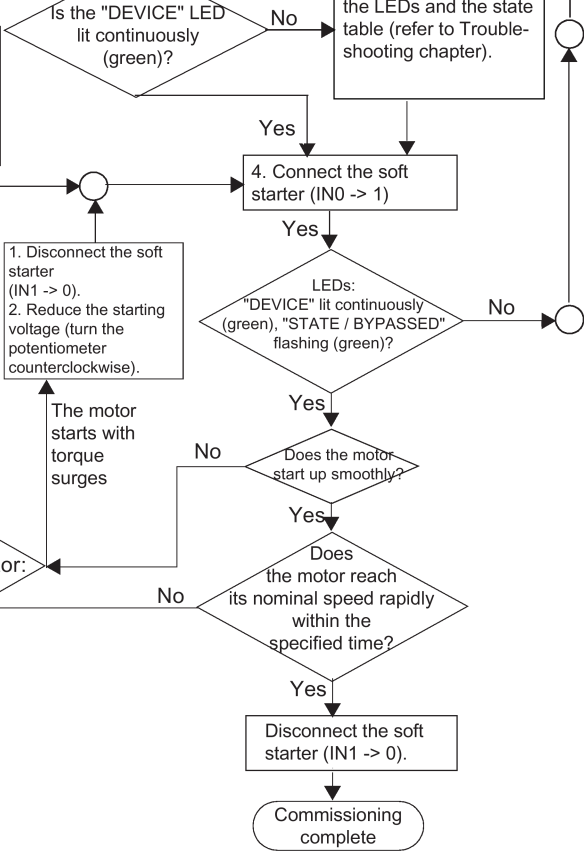 Is the "DEVICE" LED
lit continuously
(green)?
No
the LEDs and the state
table (refer to Trouble-
shooting chapter).
Yes
4. Connect the soft
starter (IN0 -> 1)
Yes
1. Disconnect the soft
starter
(IN1 -> 0).
2. Reduce the starting
voltage (turn the
potentiometer
counterclockwise).
LEDs:
"DEVICE" lit continuously
(green), "STATE / BYPASSED"
flashing (green)?
No
Yes
The motor
starts with
torque
surges
No
Does the motor
start up smoothly?
Yes
or:
No
Does
the motor reach
its nominal speed rapidly
within the
specified time?
Yes
Disconnect the soft
starter (IN1 -> 0).
Commissioning
complete